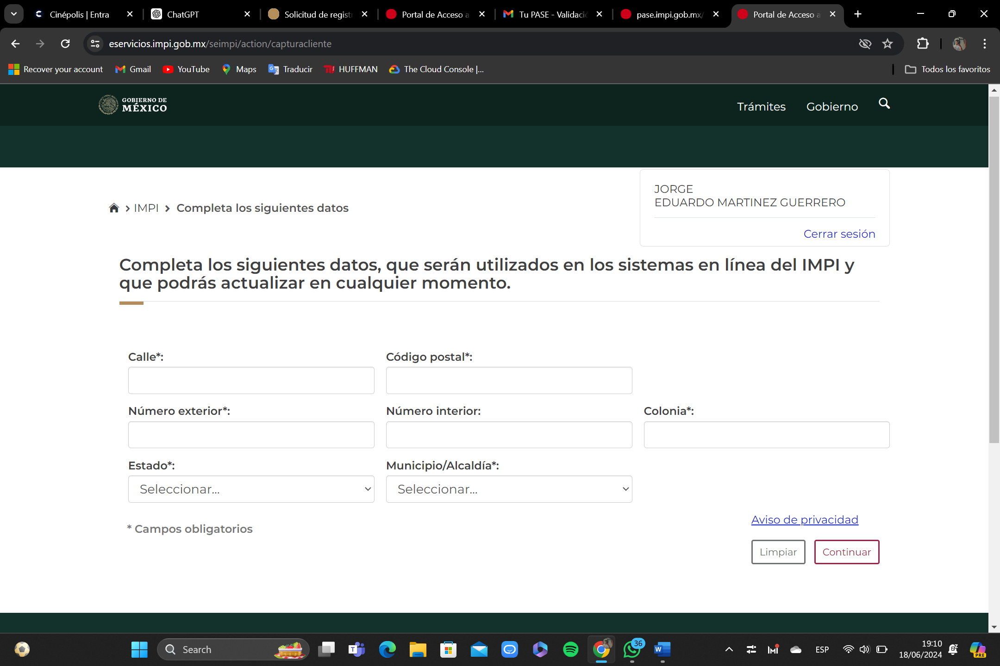 Cinépolis | Entra
ChatGPT
Solicitud de registr
Portal de Acceso a
Tu PASE - Validació
pase.impi.gob.mx/
Portal de Acceso a
eservicios.impi.gob.mx/seimpi/action/capturacliente
Recover your account
Gmail
YouTube
Maps
Traducir
HUFFMAN
The Cloud Console |...
Todos los favoritos
GOBIERNO DE
MÉXICO
Trámites
Gobierno
JORGE
EDUARDO MARTINEZ GUERRERO
Cerrar sesión
IMPI
Completa los siguientes datos
Completa los siguientes datos, que serán utilizados en los sistemas en línea del IMPI y
que podrás actualizar en cualquier momento.
Calle*:
Código postal*:
Número exterior*:
Número interior:
Colonia*:
Estado*:
Municipio/Alcaldía*:
Seleccionar...
Seleccionar...
Aviso de privacidad
* Campos obligatorios
Limpiar
Continuar
Search
36
ESP
19:10
18/06/2024
PRE